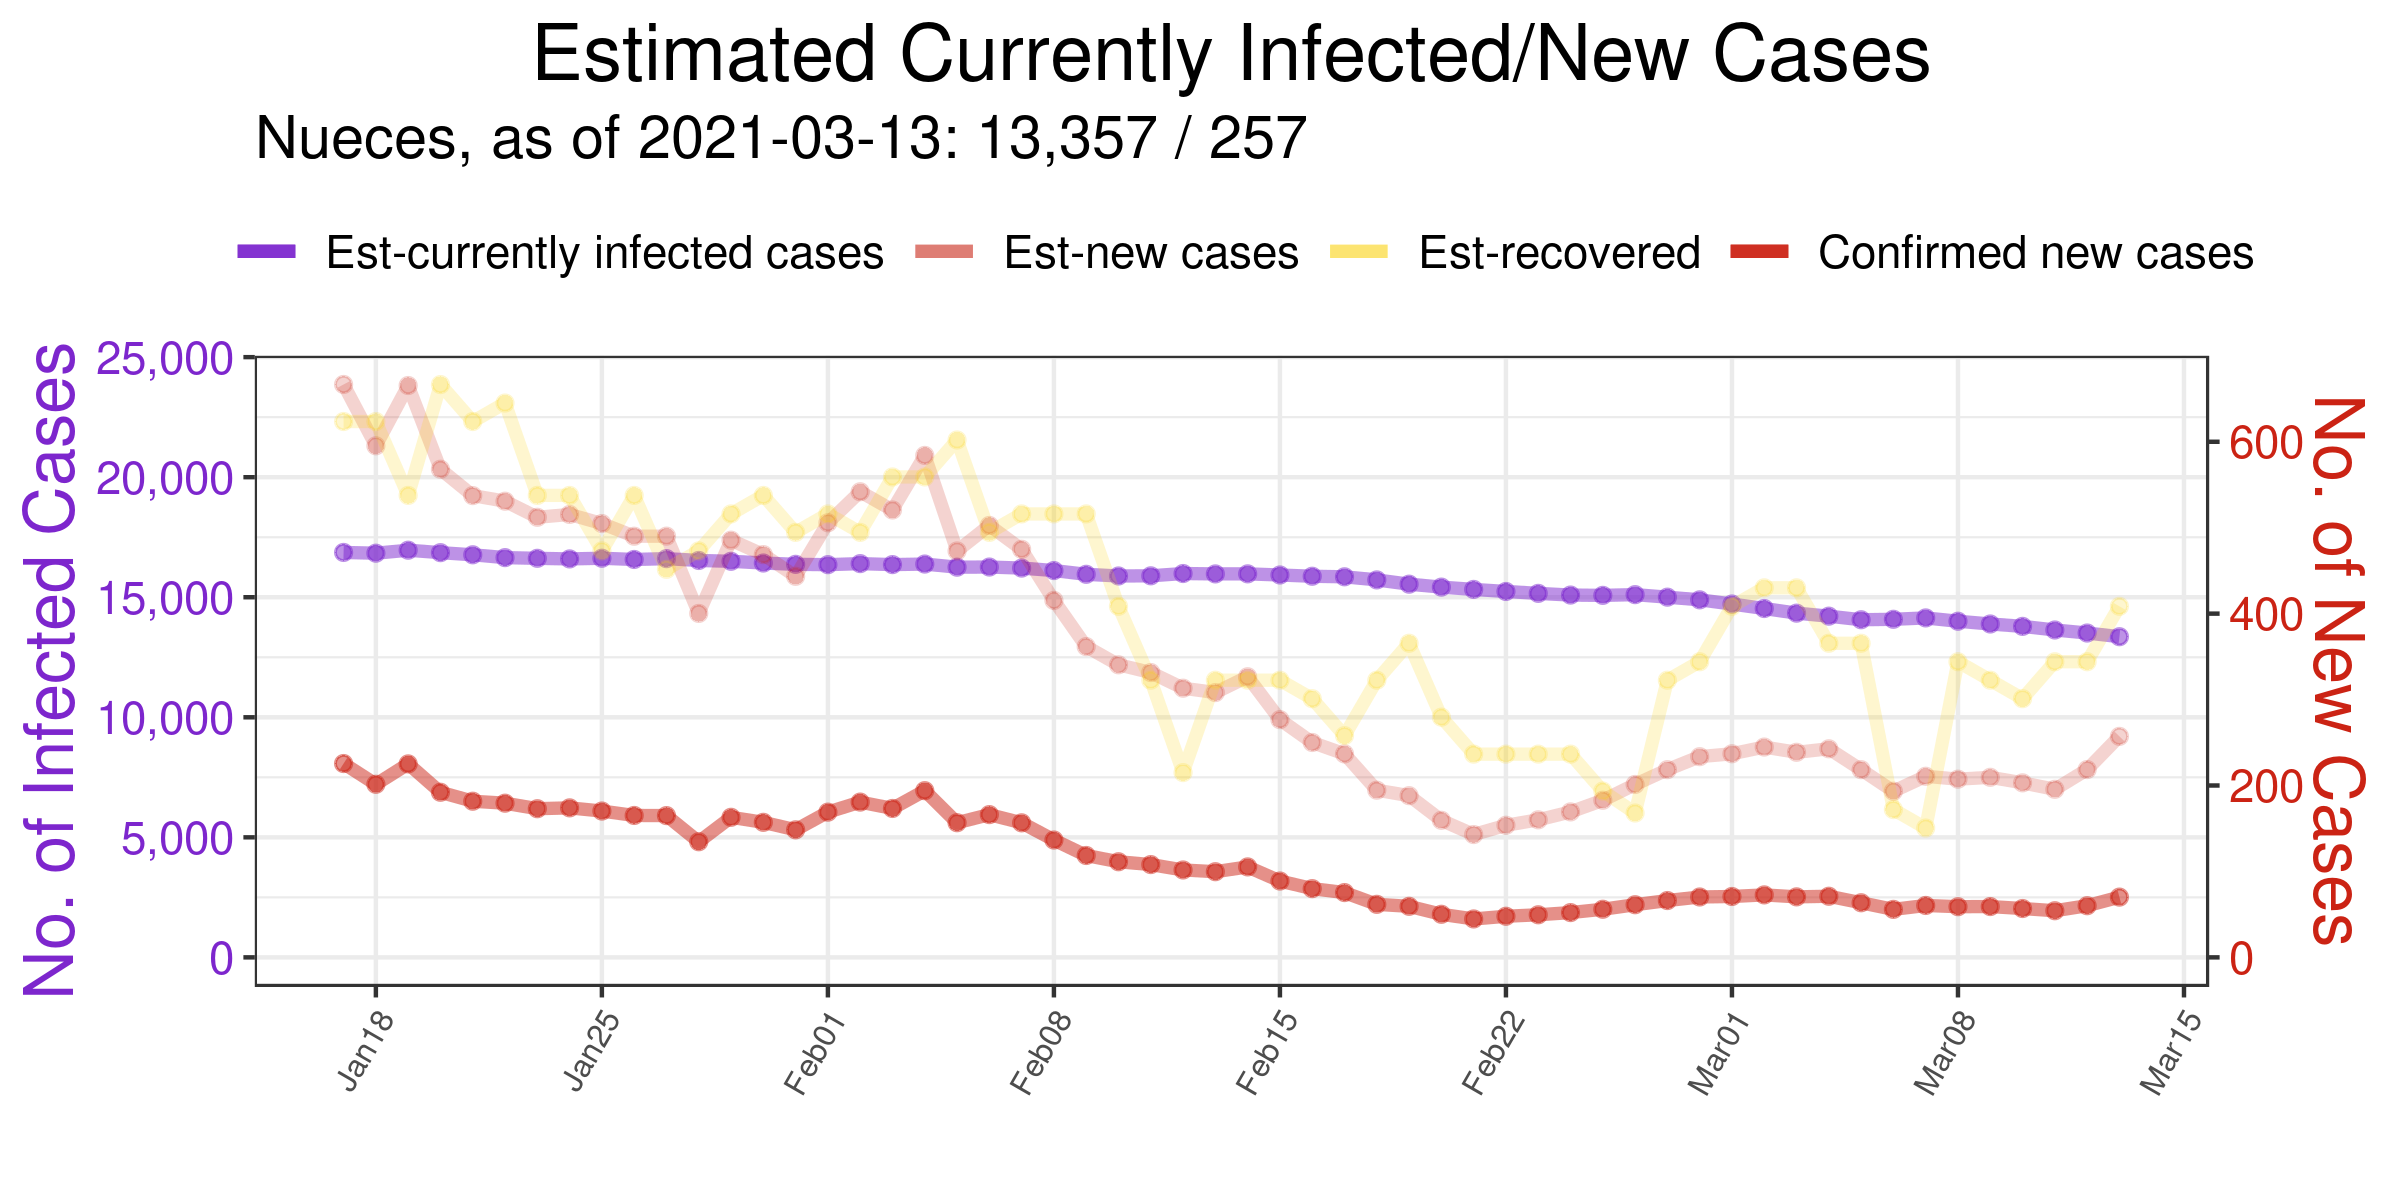 Estimated Currently Infected/New Cases
Nueces, as of 2021-03-13: 13,357 / 257
Est-currently infected cases Est-new cases Est-recovered Confirmed new cases
No. of Infected Cases
25,000
20,000
15,000
10,000
5,000
0
600
400
200
0
No. of New Cases
Jan18 Jan25 Feb01 Feb08 Feb15 Feb22 Mar01 Mar08 Mar15